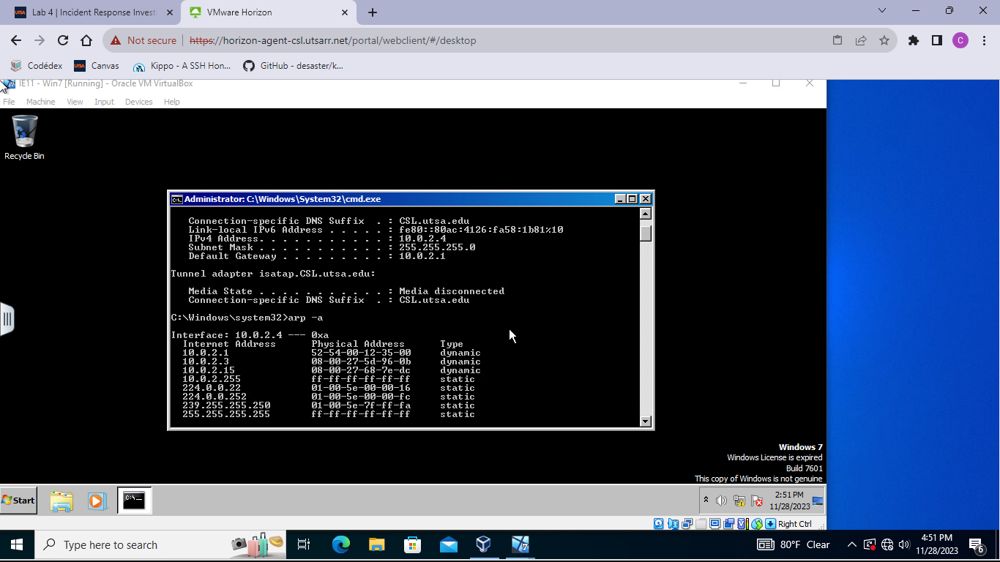 Lab 4 | Incident Response Invest
VMware Horizon
Not secure
https://horizon-agent-csl.utsarr.net/portal/webclient/#/desktop
C
Codédex
UTSA
Canvas
Kippo - A SSH Hon...
GitHub - desaster/k...
IE11 - Win7 [Running] - Oracle VM VirtualBox
File Machine View Input Devices Help
Recycle Bin
Administrator: C:\Windows\System32\cmd.exe
Connection-specific DNS Suffix . : CSL.utsa.edu
Link-local IPv6 Address . . . . . : fe80::80ac:4126:fa58:1b81%10
IPv4 Address. . . . . . . . . . . : 10.0.2.4
Subnet Mask . . . . . . . . . . . : 255.255.255.0
Default Gateway . . . . . . . . . : 10.0.2.1
Tunnel adapter isatap.CSL.utsa.edu:
Media State . . . . . . . . . . . : Media disconnected
Connection-specific DNS Suffix . : CSL.utsa.edu
C:\Windows\system32>arp -a
Interface: 10.0.2.4 --- 0xa
Internet Address Physical Address Type
10.0.2.1 52-54-00-12-35-00 dynamic
10.0.2.3 08-00-27-5d-96-0b dynamic
10.0.2.15 08-00-27-68-7e-dc dynamic
10.0.2.255 ff-ff-ff-ff-ff-ff static
224.0.0.22 01-00-5e-00-00-16 static
224.0.0.252 01-00-5e-00-00-fc static
239.255.255.250 01-00-5e-7f-ff-fa static
255.255.255.255 ff-ff-ff-ff-ff-ff static
Windows 7
Windows License is expired
Build 7601
This copy of Windows is not genuine
Start
2:51 PM
11/28/2023
Right Ctrl
Type here to search
80°F Clear
4:51 PM
11/28/2023
6